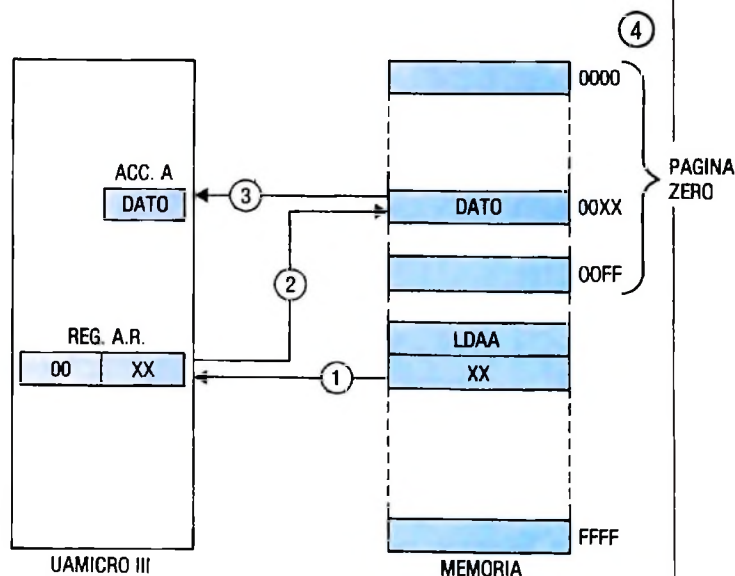 4
0000
ACC. A
DATO
3
DATO
00XX
PAGINA
ZERO
2
00FF
REG. A.R.
00 XX
LDAA
1
XX
FFFF
UAMICRO III
MEMORIA